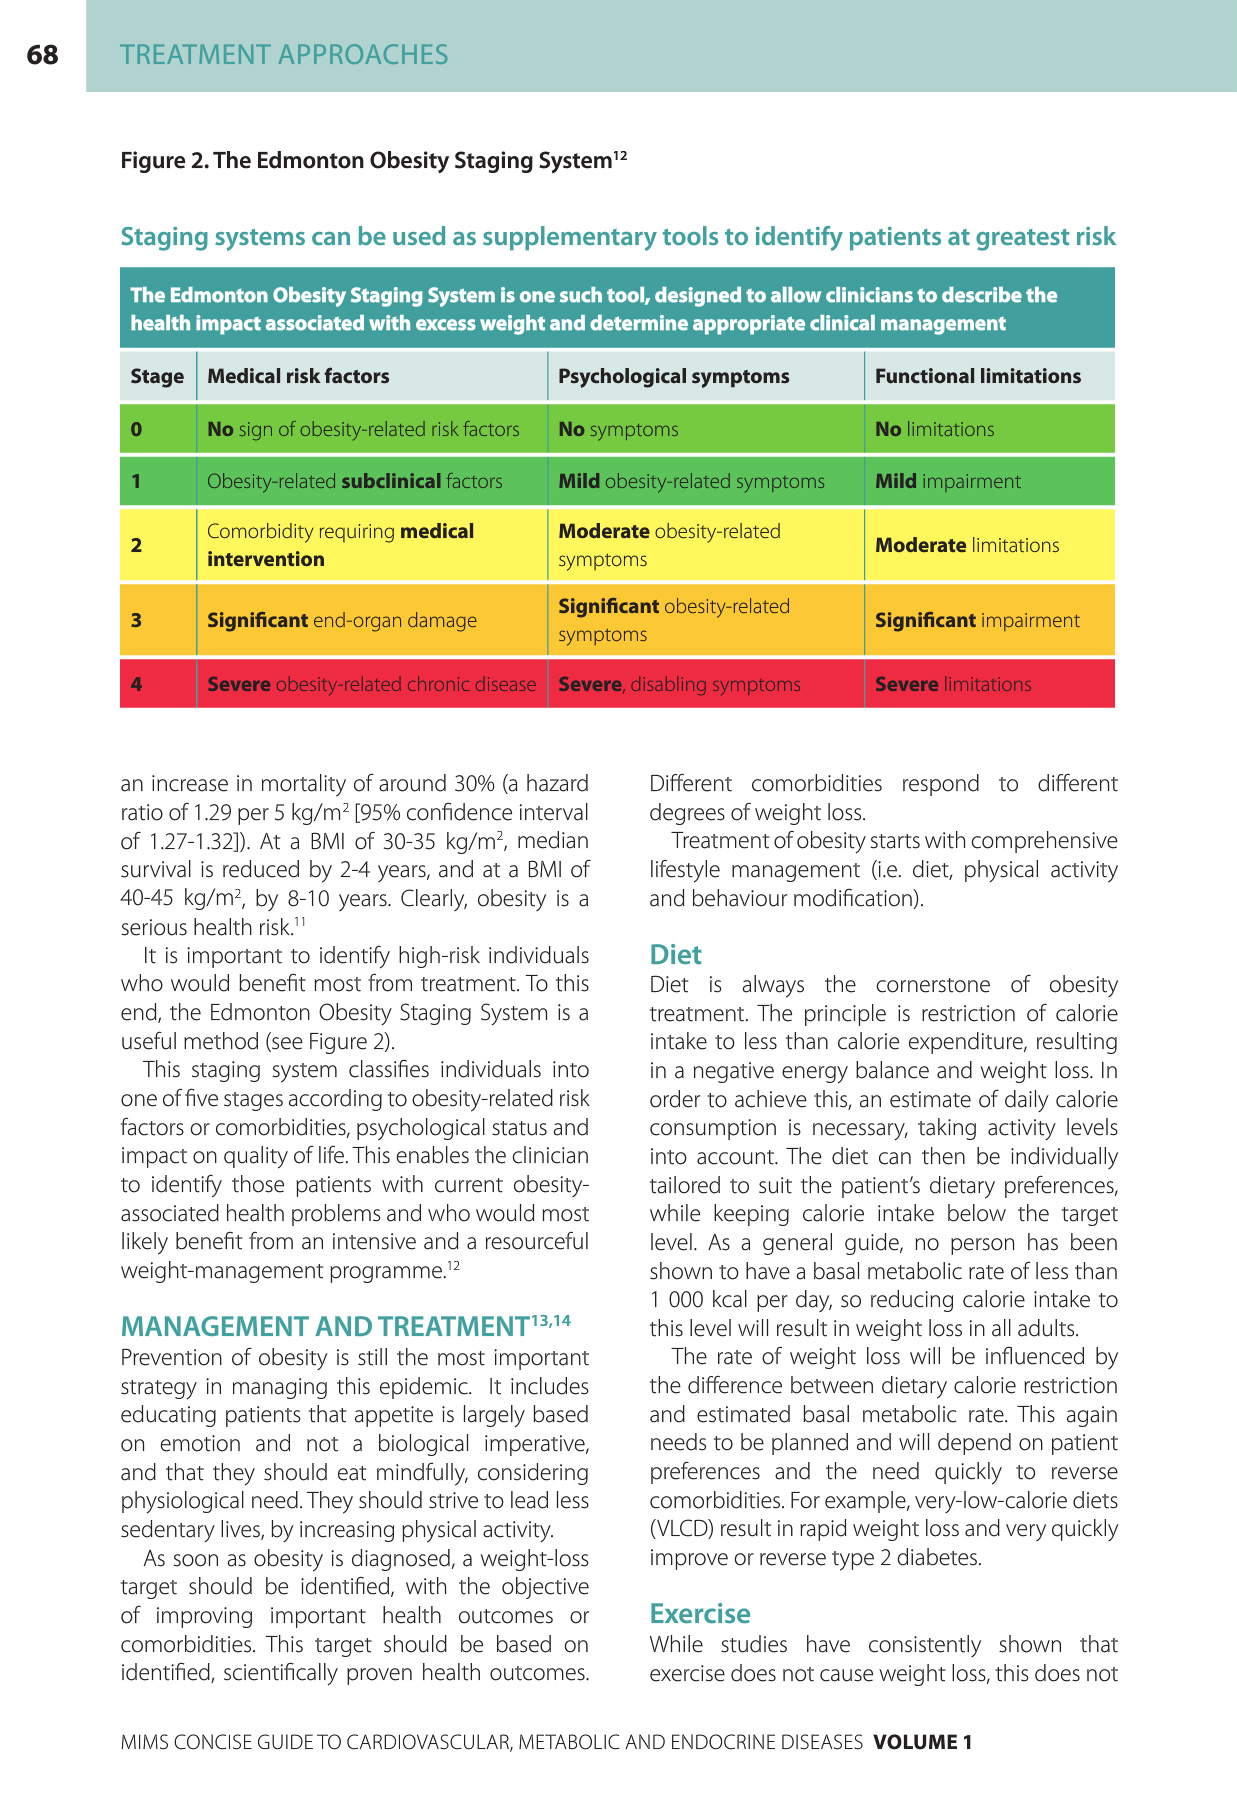 68
TREATMENT APPROACHES
Figure 2. The Edmonton Obesity Staging System12
Staging systems can be used as supplementary tools to identify patients at greatest risk
The Edmonton Obesity Staging System is one such tool, designed to allow clinicians to describe the
health impact associated with excess weight and determine appropriate clinical management
Stage Medical risk factors Psychological symptoms Functional limitations
0 No sign of obesity-related risk factors No symptoms No limitations
1 Obesity-related subclinical factors Mild obesity-related symptoms Mild impairment
2 Comorbidity requiring medical
intervention Moderate obesity-related
symptoms Moderate limitations
3 Significant end-organ damage Significant obesity-related
symptoms Significant impairment
4 Severe obesity-related chronic disease Severe, disabling symptoms Severe limitations
an increase in mortality of around 30% (a hazard
ratio of 1.29 per 5 kg/m2 [95% confidence interval
of 1.27-1.32]). At a BMI of 30-35 kg/m2, median
survival is reduced by 2-4 years, and at a BMI of
40-45 kg/m2, by 8-10 years. Clearly, obesity is a
serious health risk.11
It is important to identify high-risk individuals
who would benefit most from treatment. To this
end, the Edmonton Obesity Staging System is a
useful method (see Figure 2).
This staging system classifies individuals into
one of five stages according to obesity-related risk
factors or comorbidities, psychological status and
impact on quality of life. This enables the clinician
to identify those patients with current obesity-
associated health problems and who would most
likely benefit from an intensive and a resourceful
weight-management programme.12
MANAGEMENT AND TREATMENT13,14
Prevention of obesity is still the most important
strategy in managing this epidemic. It includes
educating patients that appetite is largely based
on emotion and not a biological imperative,
and that they should eat mindfully, considering
physiological need. They should strive to lead less
sedentary lives, by increasing physical activity.
As soon as obesity is diagnosed, a weight-loss
target should be identified, with the objective
of improving important health outcomes or
comorbidities. This target should be based on
identified, scientifically proven health outcomes.
Different comorbidities respond to different
degrees of weight loss.
Treatment of obesity starts with comprehensive
lifestyle management (i.e. diet, physical activity
and behaviour modification).
Diet
Diet is always the cornerstone of obesity
treatment. The principle is restriction of calorie
intake to less than calorie expenditure, resulting
in a negative energy balance and weight loss. In
order to achieve this, an estimate of daily calorie
consumption is necessary, taking activity levels
into account. The diet can then be individually
tailored to suit the patient’s dietary preferences,
while keeping calorie intake below the target
level. As a general guide, no person has been
shown to have a basal metabolic rate of less than
1 000 kcal per day, so reducing calorie intake to
this level will result in weight loss in all adults.
The rate of weight loss will be influenced by
the difference between dietary calorie restriction
and estimated basal metabolic rate. This again
needs to be planned and will depend on patient
preferences and the need quickly to reverse
comorbidities. For example, very-low-calorie diets
(VLCD) result in rapid weight loss and very quickly
improve or reverse type 2 diabetes.
Exercise
While studies have consistently shown that
exercise does not cause weight loss, this does not
MIMS CONCISE GUIDE TO CARDIOVASCULAR, METABOLIC AND ENDOCRINE DISEASES VOLUME 1